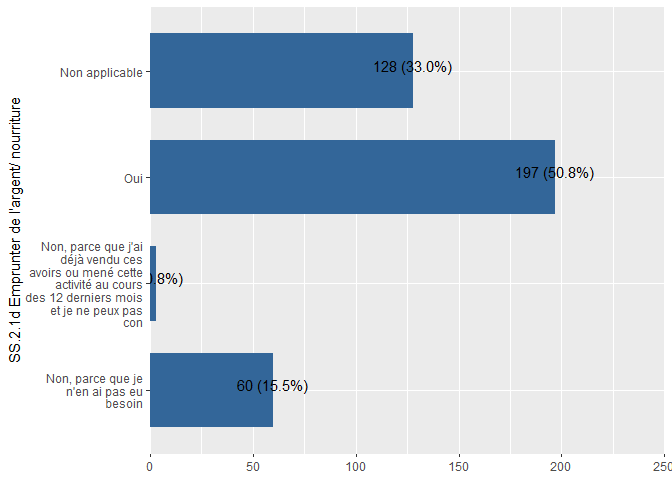 SS.2.1d Emprunter de l'argent/ nourriture
Non applicable
128 (33.0%)
Oui
197 (50.8%)
Non, parce que j'ai
déjà vendu ces
avoirs ou mené cette
activité au cours
des 12 derniers mois
et je ne peux pas
con
.8%)
Non, parce que je
n'en ai pas eu
besoin
60 (15.5%)
0 50 100 150 200 250